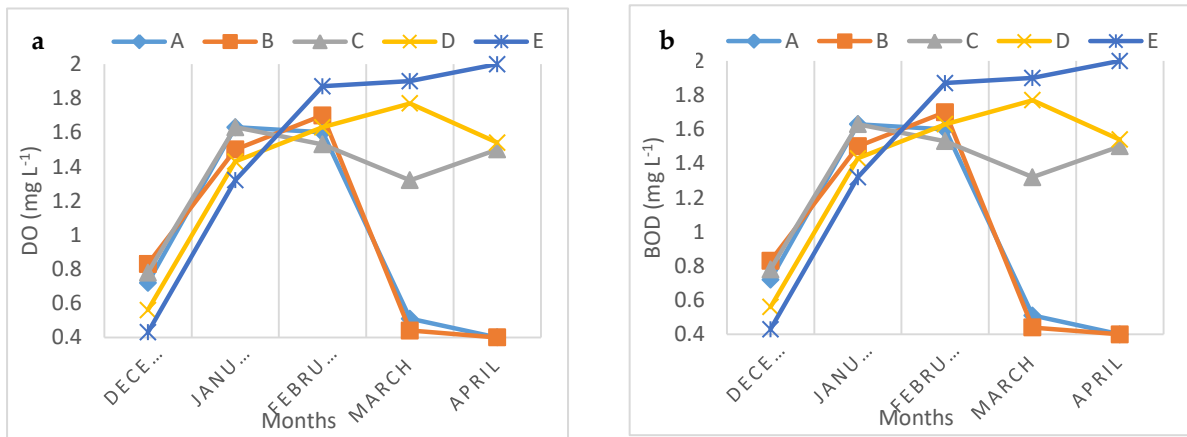 a
A B C D E
2
1.8
1.6
1.4
1.2
1
0.8
0.6
0.4
DO (mg L-1)
DECE...
JANU...
FEBRU...
MARCH
APRIL
Months
b
A B C D E
2
1.8
1.6
1.4
1.2
1
0.8
0.6
0.4
BOD (mg L-1)
DECE...
JANU...
FEBRU...
MARCH
APRIL
Months